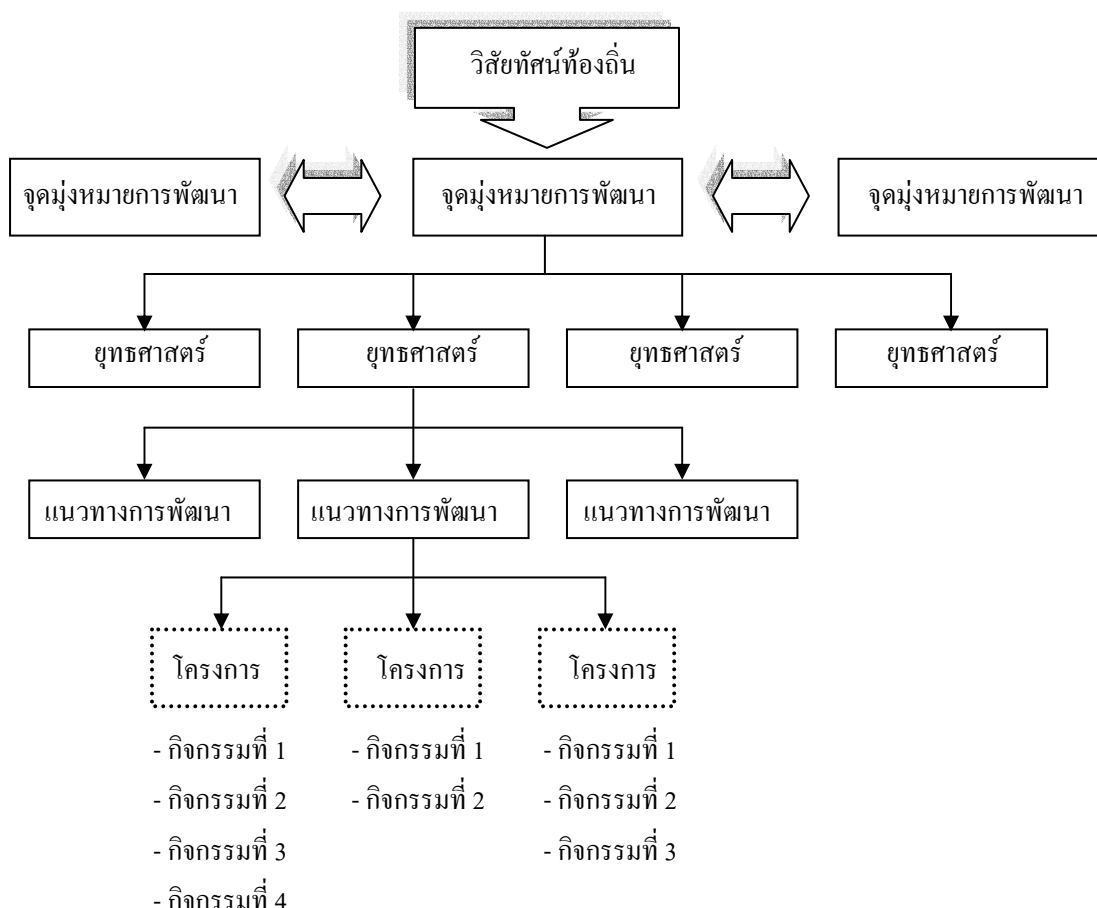 วิสัยทัศน์ท้องถิ่น
จุดมุ่งหมายการพัฒนา
จุดมุ่งหมายการพัฒนา
จุดมุ่งหมายการพัฒนา
ยุทธศาสตร์
ยุทธศาสตร์
ยุทธศาสตร์
ยุทธศาสตร์
แนวทางการพัฒนา
แนวทางการพัฒนา
แนวทางการพัฒนา
โครงการ
โครงการ
โครงการ
- กิจกรรมที่ 1
- กิจกรรมที่ 2
- กิจกรรมที่ 3
- กิจกรรมที่ 4
- กิจกรรมที่ 1
- กิจกรรมที่ 2
- กิจกรรมที่ 1
- กิจกรรมที่ 2
- กิจกรรมที่ 3